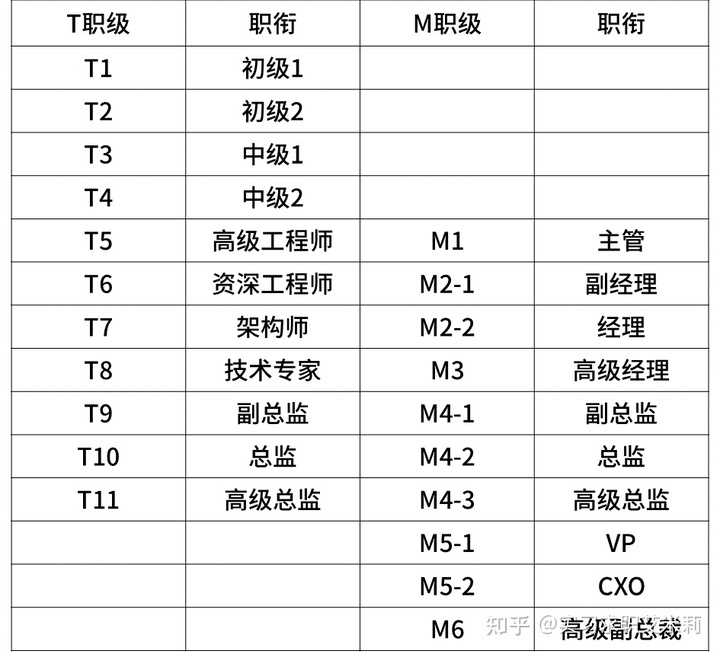 T职级 职衔 M职级 职衔
T1 初级1
T2 初级2
T3 中级1
T4 中级2
T5 高级工程师 M1 主管
T6 资深工程师 M2-1 副经理
T7 架构师 M2-2 经理
T8 技术专家 M3 高级经理
T9 副总监 M4-1 副总监
T10 总监 M4-2 总监
T11 高级总监 M4-3 高级总监
M5-1 VP
M5-2 CXO
M6 高级副总裁
知乎